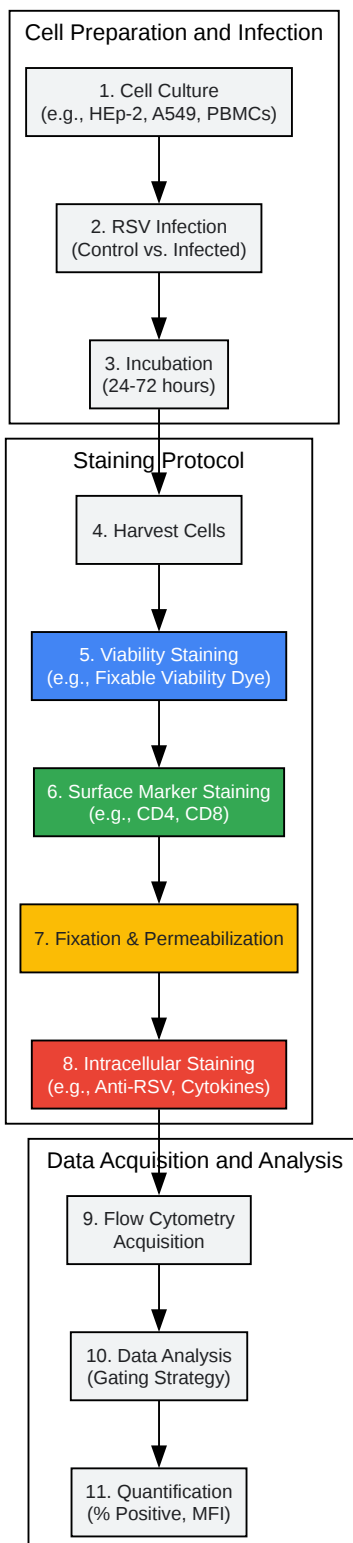 Cell Preparation and Infection
1. Cell Culture
(e.g., HEp-2, A549, PBMCs)
2. RSV Infection
(Control vs. Infected)
3. Incubation
(24-72 hours)
Staining Protocol
4. Harvest Cells
5. Viability Staining
(e.g., Fixable Viability Dye)
6. Surface Marker Staining
(e.g., CD4, CD8)
7. Fixation & Permeabilization
8. Intracellular Staining
(e.g., Anti-RSV, Cytokines)
Data Acquisition and Analysis
9. Flow Cytometry
Acquisition
10. Data Analysis
(Gating Strategy)
11. Quantification
(% Positive, MFI)